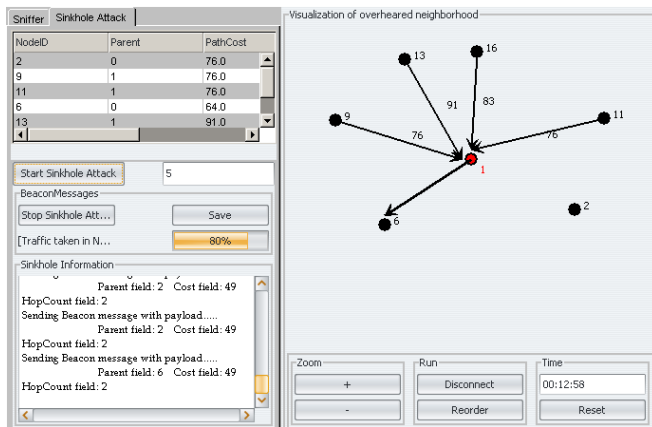 Sniffer Sinkhole Attack
NodeID Parent PathCost
2 0 76.0
9 1 76.0
11 1 76.0
6 0 64.0
13 1 91.0
Start Sinkhole Attack 5
BeaconMessages
Stop Sinkhole Att... Save
[Traffic taken in N... 80%
Sinkhole Information
Parent field: 2 Cost field: 49
HopCount field: 2
Sending Beacon message with payload.....
Parent field: 2 Cost field: 49
HopCount field: 2
Sending Beacon message with payload.....
Parent field: 6 Cost field: 49
HopCount field: 2
Visualization of overheared neighborhood
16
13
91 83
9 11
76 76
1
2
6
Zoom Run Time
+ Disconnect 00:12:58
- Reorder Reset